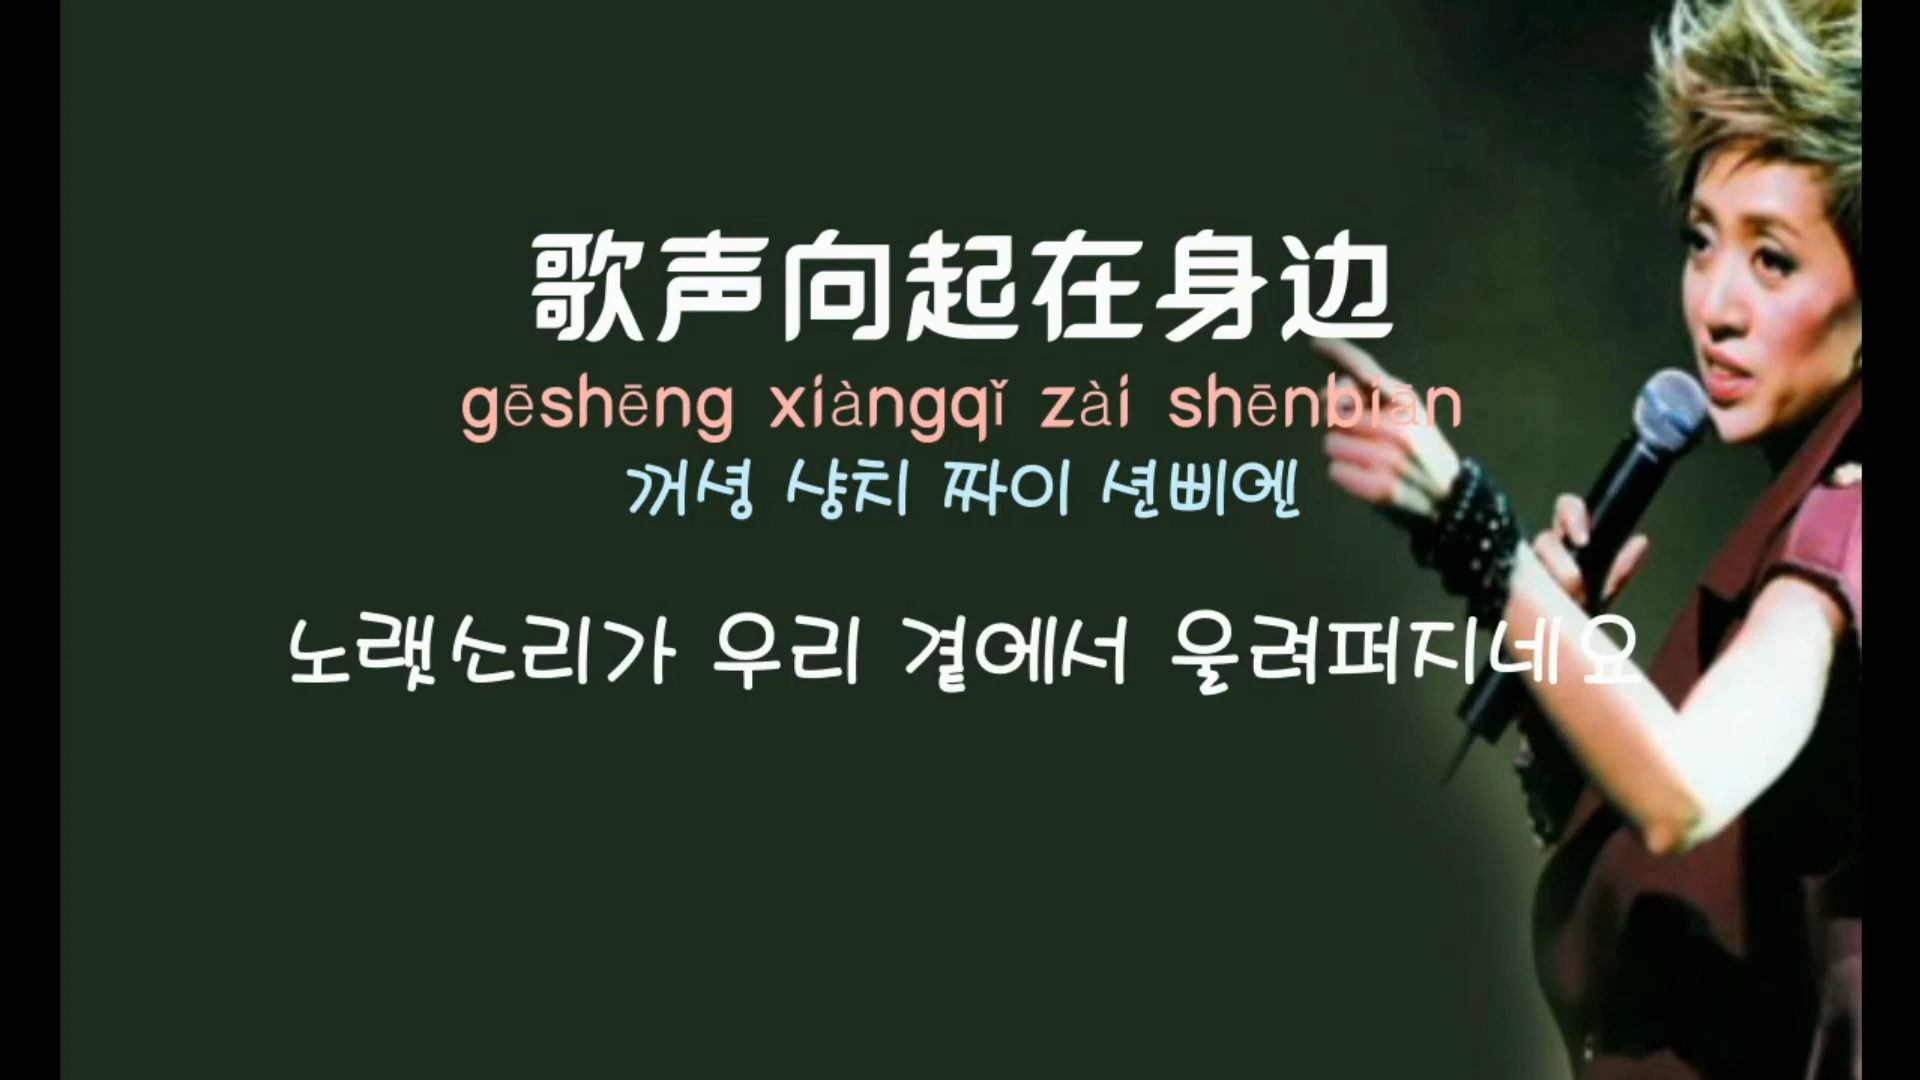 歌声向起在身边
gēshēng xiàngqǐ zài shēnbiān
꺼셩 샹치 짜이 션삐엔
노랫소리가 우리 곁에서 울려퍼지네요